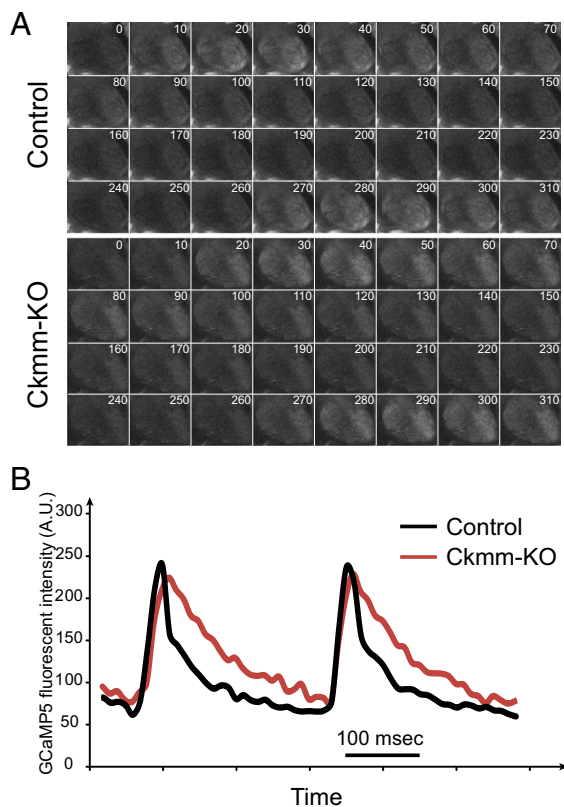 A
Control
0 10 20 30 40 50 60 70
80 90 100 110 120 130 140 150
160 170 180 190 200 210 220 230
240 250 260 270 280 290 300 310
Ckmm-KO
0 10 20 30 40 50 60 70
80 90 100 110 120 130 140 150
160 170 180 190 200 210 220 230
240 250 260 270 280 290 300 310
B
GCaMP5 fluorescent intensity (A.U.)
300
250
200
150
100
50
0
Control
Ckmm-KO
100 msec
Time